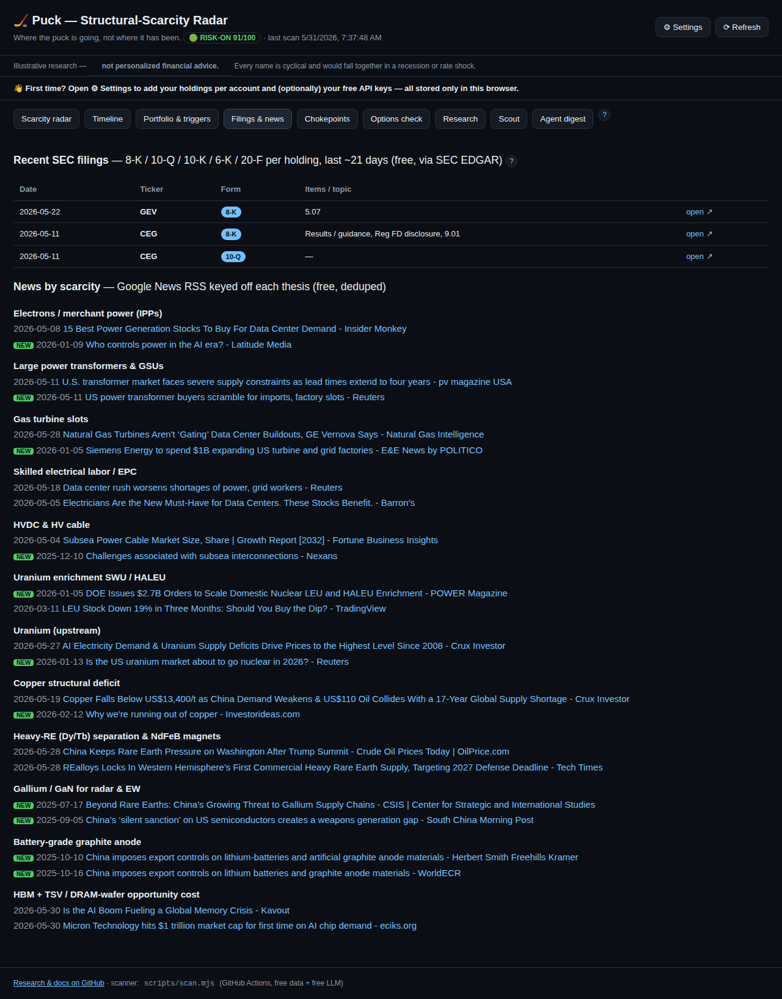 🏒 Puck — Structural-Scarcity Radar
Where the puck is going, not where it has been. 🟢 RISK-ON 91/100 · last scan 5/31/2026, 7:37:48 AM
⚙ Settings
⟳ Refresh
Illustrative research — not personalized financial advice. Every name is cyclical and would fall together in a recession or rate shock.
👋 First time? Open ⚙ Settings to add your holdings per account and (optionally) your free API keys — all stored only in this browser.
Scarcity radar Timeline Portfolio & triggers Filings & news Chokepoints Options check Research Scout Agent digest ?
Recent SEC filings — 8-K / 10-Q / 10-K / 6-K / 20-F per holding, last ~21 days (free, via SEC EDGAR) ?
Date Ticker Form Items / topic
2026-05-22 GEV 8-K 5.07 open ↗
2026-05-11 CEG 8-K Results / guidance, Reg FD disclosure, 9.01 open ↗
2026-05-11 CEG 10-Q — open ↗
News by scarcity — Google News RSS keyed off each thesis (free, deduped)
Electrons / merchant power (IPPs)
2026-05-08 15 Best Power Generation Stocks To Buy For Data Center Demand - Insider Monkey
NEW 2026-01-09 Who controls power in the AI era? - Latitude Media
Large power transformers & GSUs
2026-05-11 U.S. transformer market faces severe supply constraints as lead times extend to four years - pv magazine USA
NEW 2026-05-11 US power transformer buyers scramble for imports, factory slots - Reuters
Gas turbine slots
2026-05-28 Natural Gas Turbines Aren't ‘Gating’ Data Center Buildouts, GE Vernova Says - Natural Gas Intelligence
NEW 2026-01-05 Siemens Energy to spend $1B expanding US turbine and grid factories - E&E News by POLITICO
Skilled electrical labor / EPC
2026-05-18 Data center rush worsens shortages of power, grid workers - Reuters
2026-05-05 Electricians Are the New Must-Have for Data Centers. These Stocks Benefit. - Barron's
HVDC & HV cable
2026-05-04 Subsea Power Cable Market Size, Share | Growth Report [2032] - Fortune Business Insights
NEW 2025-12-10 Challenges associated with subsea interconnections - Nexans
Uranium enrichment SWU / HALEU
NEW 2026-01-05 DOE Issues $2.7B Orders to Scale Domestic Nuclear LEU and HALEU Enrichment - POWER Magazine
2026-03-11 LEU Stock Down 19% in Three Months: Should You Buy the Dip? - TradingView
Uranium (upstream)
2026-05-27 AI Electricity Demand & Uranium Supply Deficits Drive Prices to the Highest Level Since 2008 - Crux Investor
NEW 2026-01-13 Is the US uranium market about to go nuclear in 2026? - Reuters
Copper structural deficit
2026-05-19 Copper Falls Below US$13,400/t as China Demand Weakens & US$110 Oil Collides With a 17-Year Global Supply Shortage - Crux Investor
NEW 2026-02-12 Why we're running out of copper - Investorideas.com
Heavy-RE (Dy/Tb) separation & NdFeB magnets
2026-05-28 China Keeps Rare Earth Pressure on Washington After Trump Summit - Crude Oil Prices Today | OilPrice.com
2026-05-28 REalloys Locks In Western Hemisphere's First Commercial Heavy Rare Earth Supply, Targeting 2027 Defense Deadline - Tech Times
Gallium / GaN for radar & EW
NEW 2025-07-17 Beyond Rare Earths: China's Growing Threat to Gallium Supply Chains - CSIS | Center for Strategic and International Studies
NEW 2025-09-05 China's ‘silent sanction’ on US semiconductors creates a weapons generation gap - South China Morning Post
Battery-grade graphite anode
NEW 2025-10-10 China imposes export controls on lithium-batteries and artificial graphite anode materials - Herbert Smith Freehills Kramer
NEW 2025-10-16 China imposes export controls on lithium batteries and graphite anode materials - WorldECR
HBM + TSV / DRAM-wafer opportunity cost
2026-05-30 Is the AI Boom Fueling a Global Memory Crisis - Kavout
2026-05-30 Micron Technology hits $1 trillion market cap for first time on AI chip demand - eciks.org
Research & docs on GitHub · scanner: scripts/scan.mjs (GitHub Actions, free data + free LLM)